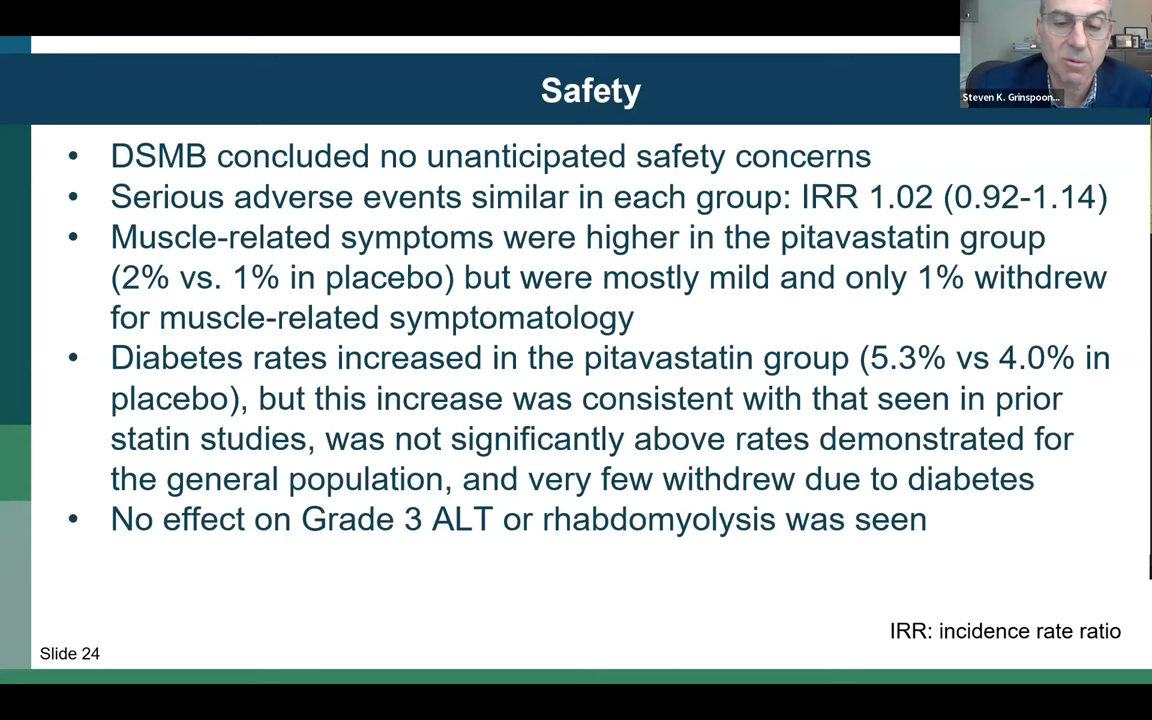 Safety
Steven K. Grinspoon...
• DSMB concluded no unanticipated safety concerns
• Serious adverse events similar in each group: IRR 1.02 (0.92-1.14)
• Muscle-related symptoms were higher in the pitavastatin group
(2% vs. 1% in placebo) but were mostly mild and only 1% withdrew
for muscle-related symptomatology
• Diabetes rates increased in the pitavastatin group (5.3% vs 4.0% in
placebo), but this increase was consistent with that seen in prior
statin studies, was not significantly above rates demonstrated for
the general population, and very few withdrew due to diabetes
• No effect on Grade 3 ALT or rhabdomyolysis was seen
IRR: incidence rate ratio
Slide 24